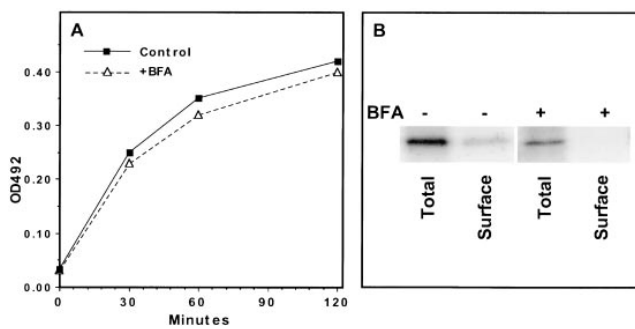 A
Control
+BFA
0.40
0.30
0.20
0.10
0.00
OD492
0 30 60 90 120
Minutes
B
BFA - - + +
Total Surface Total Surface